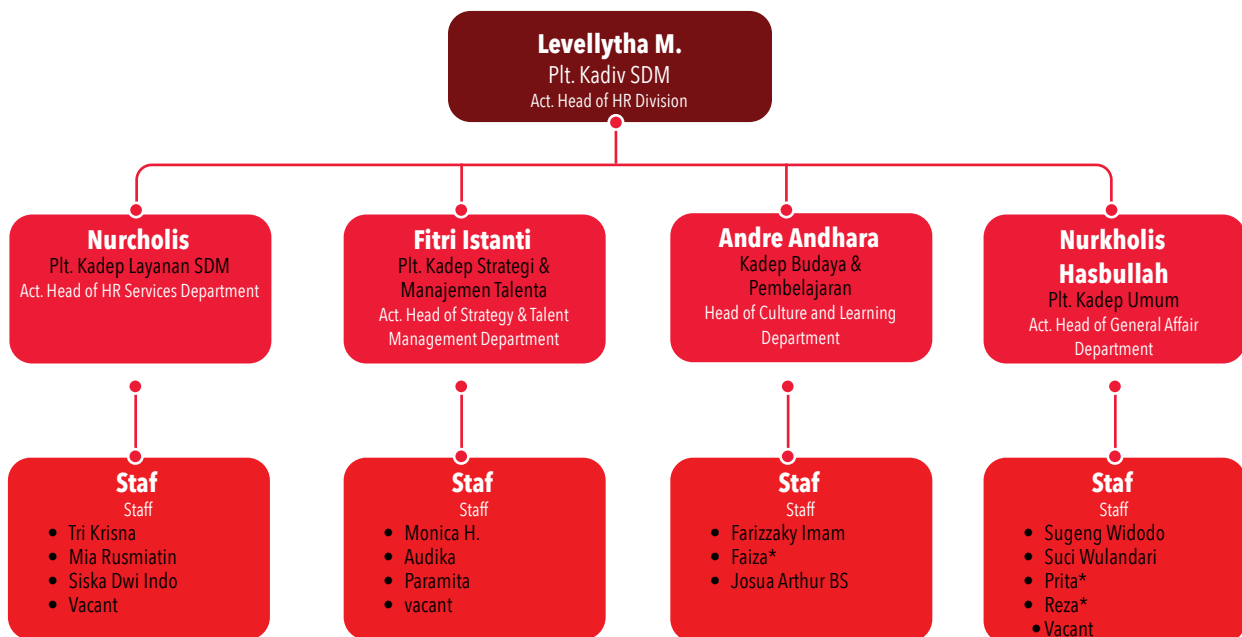 Levellytha M.
Plt. Kadiv SDM
Act. Head of HR Division
Nurcholis
Plt. Kadep Layanan SDM
Act. Head of HR Services Department
Fitri Istanti
Plt. Kadep Strategi &
Manajemen Talenta
Act. Head of Strategy & Talent
Management Department
Andre Andhara
Kadep Budaya &
Pembelajaran
Head of Culture and Learning
Department
Nurkholis
Hasbullah
Plt. Kadep Umum
Act. Head of General Affair
Department
Staf
Staff
• Tri Krisna
• Mia Rusmiatin
• Siska Dwi Indo
• Vacant
Staf
Staff
• Monica H.
• Audika
• Paramita
• vacant
Staf
Staff
• Farizzaky Imam
• Faiza*
• Josua Arthur BS
Staf
Staff
• Sugeng Widodo
• Suci Wulandari
• Prita*
• Reza*
• Vacant